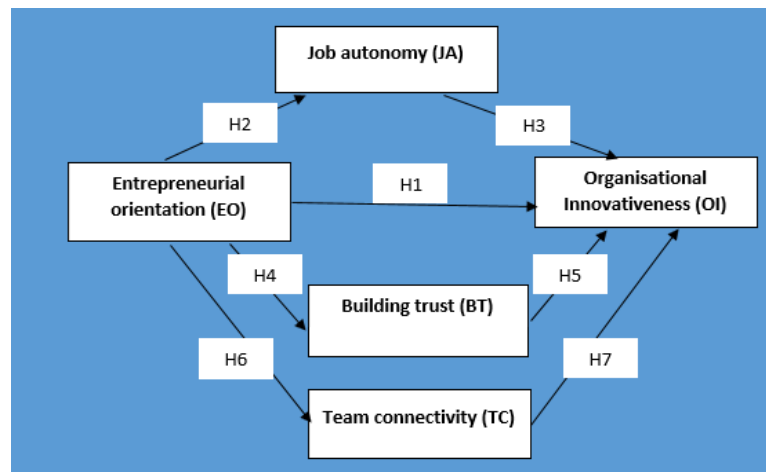 Job autonomy (JA)
H2
H3
H1
Entrepreneurial
orientation (EO)
Organisational
Innovativeness (OI)
H4
H5
Building trust (BT)
H6
H7
Team connectivity (TC)